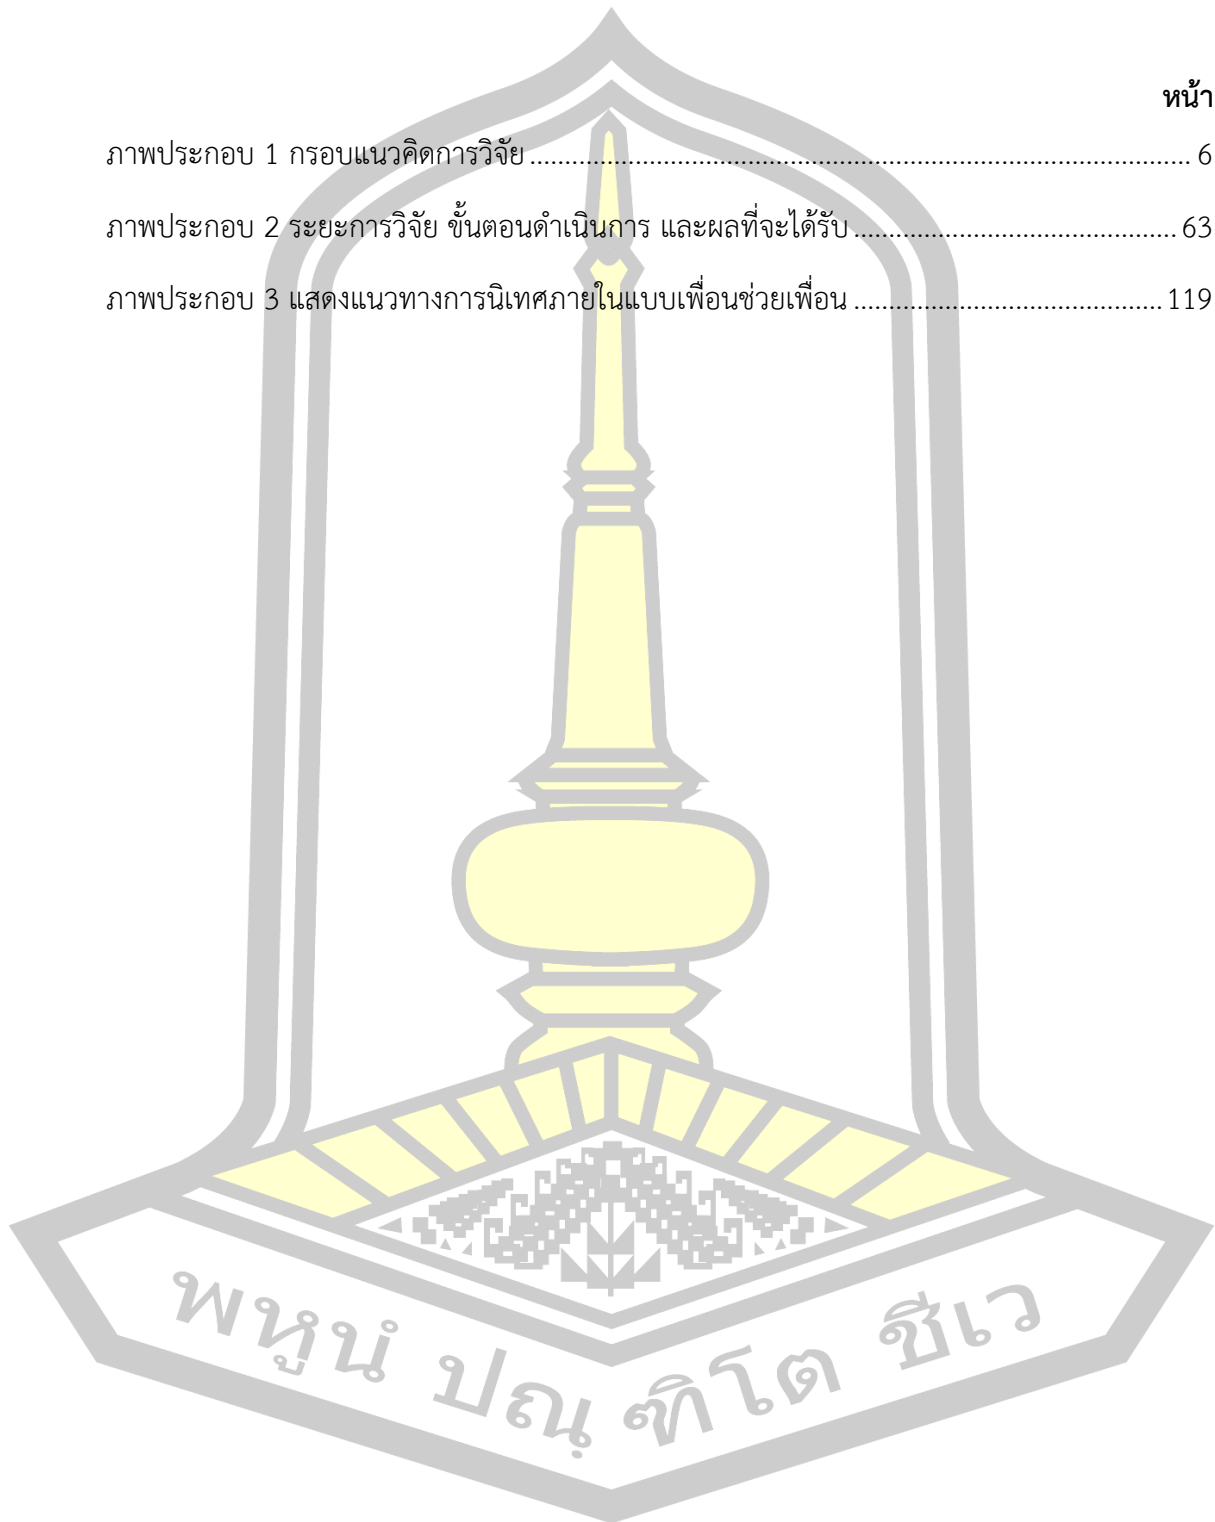 หน้า
ภาพประกอบ 1 กรอบแนวคิดการวิจัย........................................................................................... 6
ภาพประกอบ 2 ระยะการวิจัย ขั้นตอนดำเนินการ และผลที่จะได้รับ............................................. 63
ภาพประกอบ 3 แสดงแนวทางการนิเทศภายในแบบเพื่อนช่วยเพื่อน ........................................... 119
พหูนํ ปณฺฑิโต ชีเว